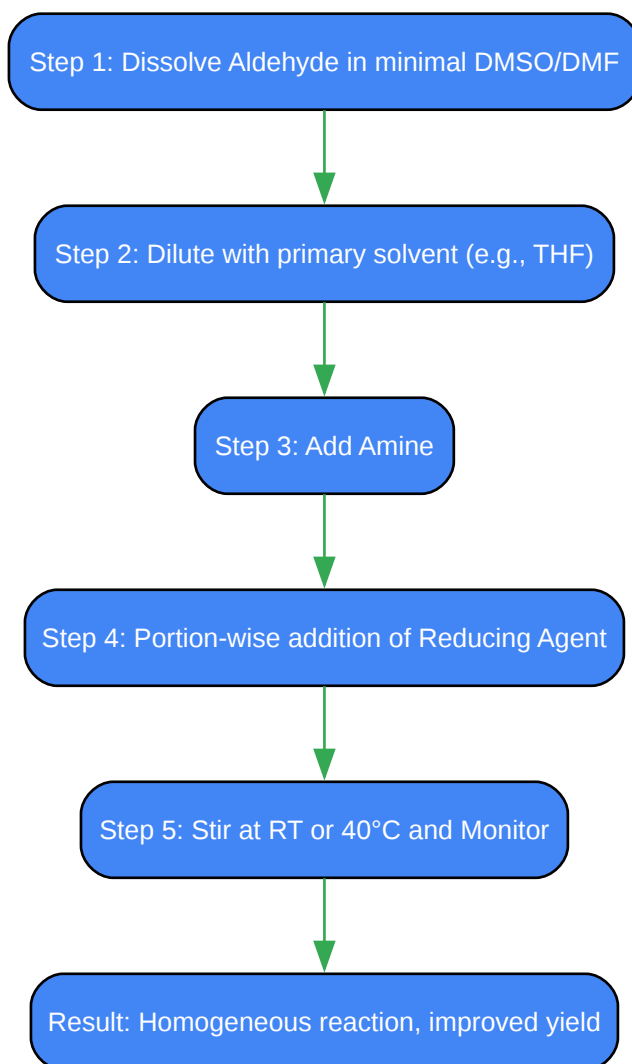 Step 1: Dissolve Aldehyde in minimal DMSO/DMF
Step 2: Dilute with primary solvent (e.g., THF)
Step 3: Add Amine
Step 4: Portion-wise addition of Reducing Agent
Step 5: Stir at RT or 40°C and Monitor
Result: Homogeneous reaction, improved yield